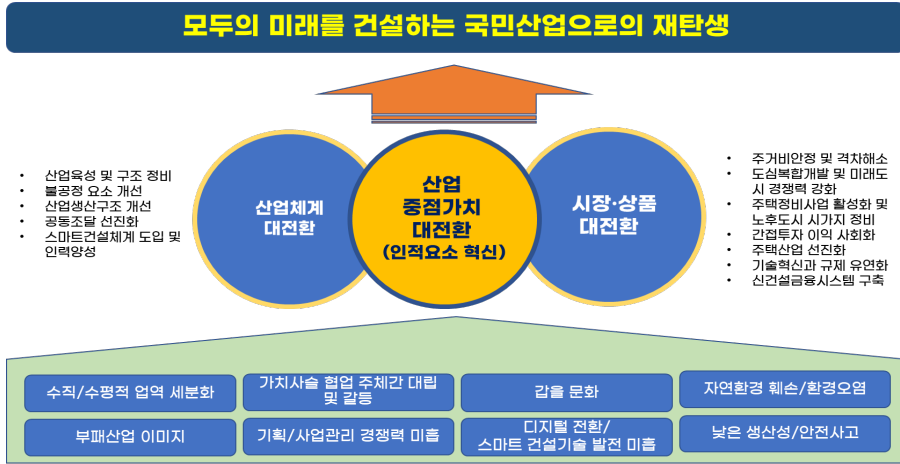 모두의 미래를 건설하는 국민산업으로의 재탄생
• 산업육성 및 구조 정비
• 불공정 요소 개선
• 산업생산구조 개선
• 공동조달 선진화
• 스마트건설체계 도입 및
인력양성
산업체계
대전환
산업
중점가치
대전환
(인적요소 혁신)
시장·상품
대전환
• 주거비안정 및 격차해소
• 도심복합개발 및 미래도
시 경쟁력 강화
• 주택정비사업 활성화 및
노후도시 시가지 정비
• 간접투자 이익 사회화
• 주택산업 선진화
• 기술혁신과 규제 유연화
• 신건설금융시스템 구축
수직/수평적 업역 세분화
가치사슬 협업 주체간 대립
및 갈등
갑을 문화
자연환경 훼손/환경오염
부패산업 이미지
기획/사업관리 경쟁력 미흡
디지털 전환/
스마트 건설기술 발전 미흡
낮은 생산성/안전사고